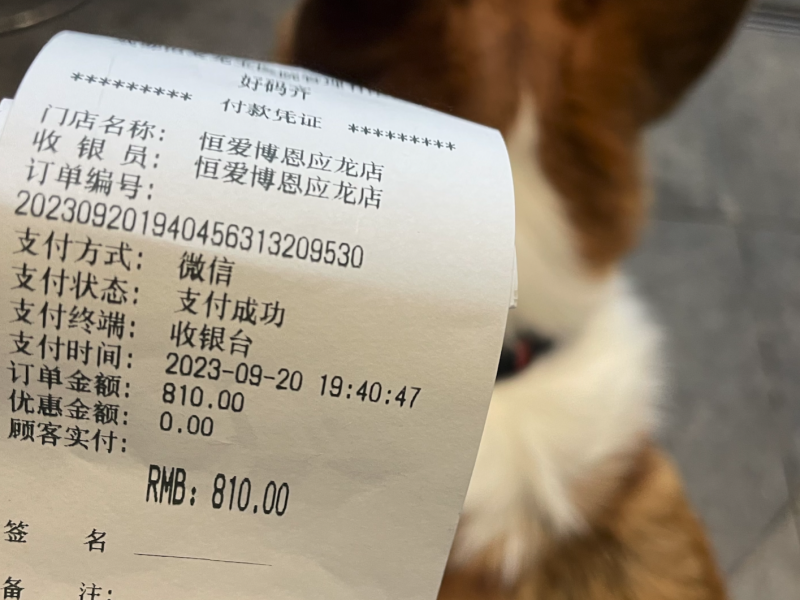 好码齐
********* 付款凭证 *********
门店名称: 恒爱博恩应龙店
收 银 员: 恒爱博恩应龙店
订单编号:
20230920194045631320953​0
支付方式: 微信
支付状态: 支付成功
支付终端: 收银台
支付时间: 2023-09-20 19:40:47
订单金额: 810.00
优惠金额: 0.00
顾客实付:
RMB: 810.00
签 名
备 注: